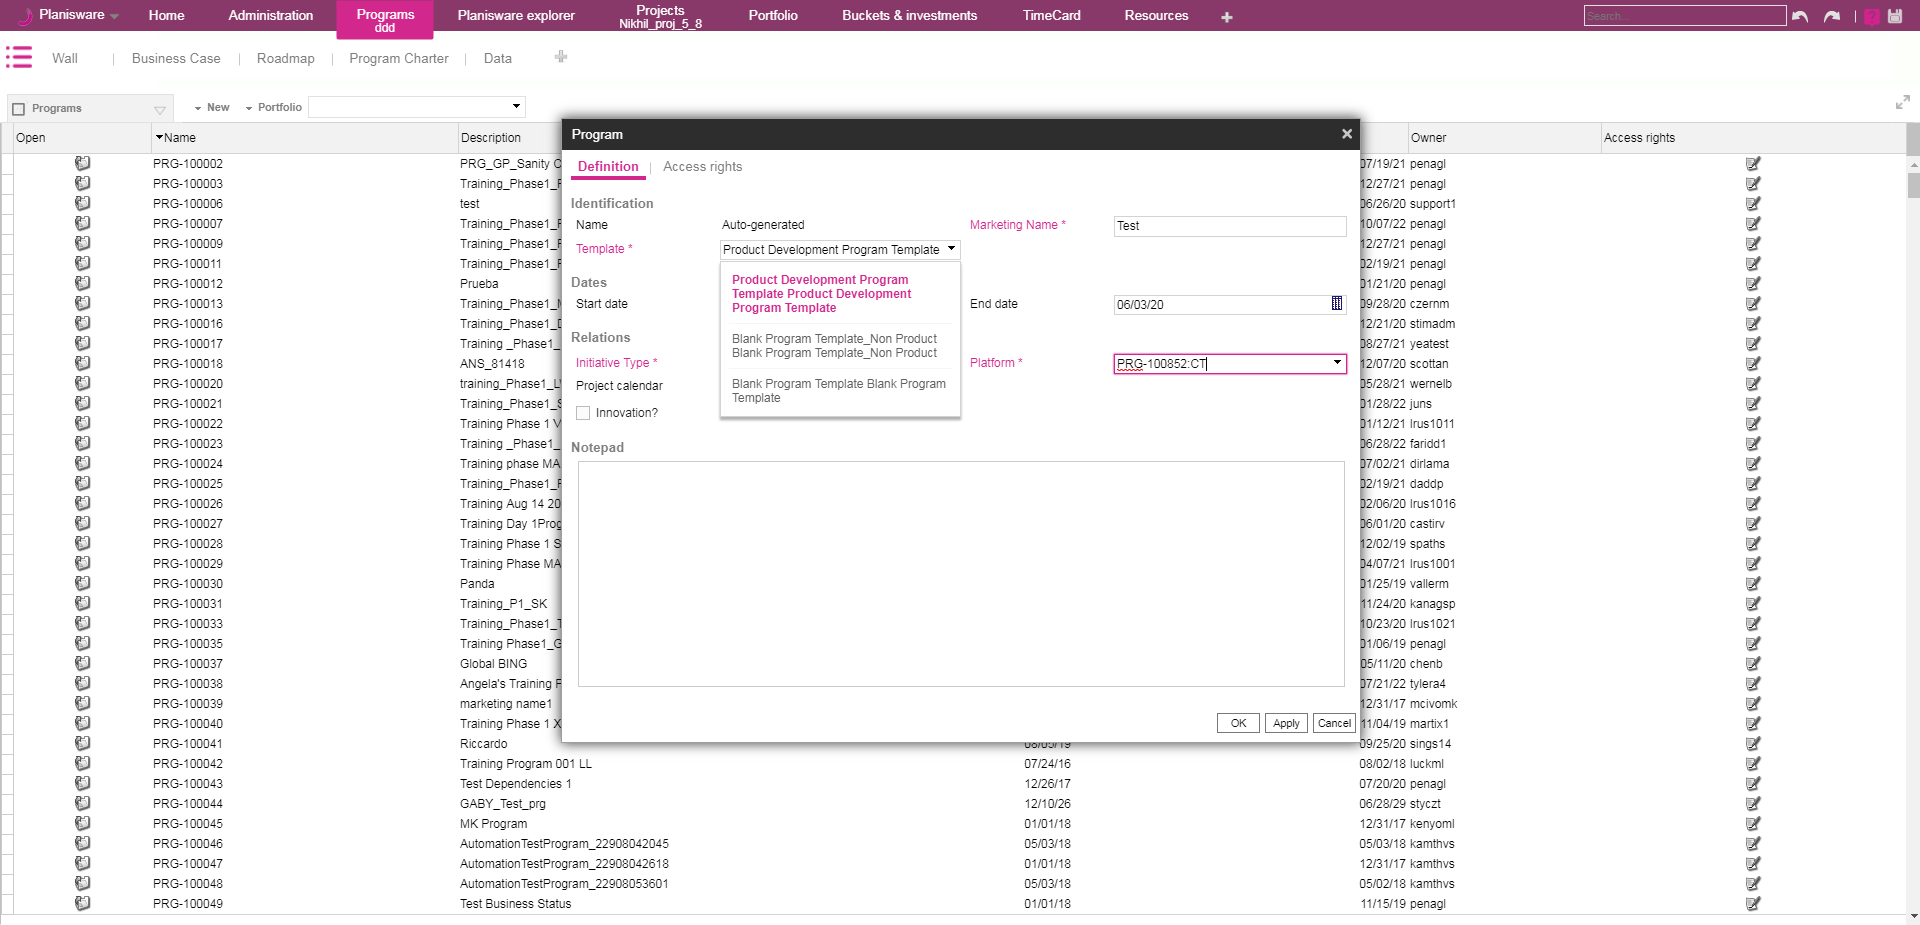 Planisware
Home
Administration
Programs
ddd
Planisware explorer
Projects
Nikhil_proj_5_8
Portfolio
Buckets & investments
TimeCard
Resources
Search...
?
Wall
Business Case
Roadmap
Program Charter
Data
Programs
New
Portfolio
Open
Name
Description
Owner
Access rights
PRG-100002 PRG_GP_Sanity C 07/19/21 penagl
PRG-100003 Training_Phase1_F 12/27/21 penagl
PRG-100006 test 06/26/20 support1
PRG-100007 Training_Phase1_F 10/07/22 penagl
PRG-100009 Training_Phase1_F 12/27/21 penagl
PRG-100011 Training_Phase1_F 02/19/21 penagl
PRG-100012 Prueba 01/21/20 penagl
PRG-100013 Training_Phase1_M 09/28/20 czernm
PRG-100016 Training_Phase1_D 12/21/20 stimadm
PRG-100017 Training _Phase1_ 08/27/21 yeatest
PRG-100018 ANS_81418 12/07/20 scottan
PRG-100020 training_Phase1_LW 05/28/21 wernelb
PRG-100021 Training_Phase1_S 01/28/22 juns
PRG-100022 Training Phase 1 V 01/12/21 lrus1011
PRG-100023 Training _Phase1_ 06/28/22 faridd1
PRG-100024 Training phase MA 07/02/21 dirlama
PRG-100025 Training_Phase1_F 02/19/21 daddp
PRG-100026 Training Aug 14 20 02/06/20 lrus1016
PRG-100027 Training Day 1Prog 06/01/20 castirv
PRG-100028 Training Phase 1 S 12/02/19 spaths
PRG-100029 Training Phase MA 04/07/21 lrus1001
PRG-100030 Panda 01/25/19 vallerm
PRG-100031 Training_P1_SK 11/24/20 kanagsp
PRG-100033 Training_Phase1_T 10/23/20 lrus1021
PRG-100035 Training Phase1_G 01/06/19 penagl
PRG-100037 Global BING 05/11/20 chenb
PRG-100038 Angela's Training F 07/21/22 tylera4
PRG-100039 marketing name1 12/31/17 mcivomk
PRG-100040 Training Phase 1 X 11/04/19 martix1
PRG-100041 Riccardo 08/05/19 09/25/20 sings14
PRG-100042 Training Program 001 LL 07/24/16 08/02/18 luckml
PRG-100043 Test Dependencies 1 12/26/17 07/20/20 penagl
PRG-100044 GABY_Test_prg 12/10/26 06/28/29 styczt
PRG-100045 MK Program 01/01/18 12/31/17 kenyoml
PRG-100046 AutomationTestProgram_22908042045 05/03/18 05/03/18 kamthvs
PRG-100047 AutomationTestProgram_22908042618 01/01/18 12/31/17 kamthvs
PRG-100048 AutomationTestProgram_22908053601 05/03/18 05/02/18 kamthvs
PRG-100049 Test Business Status 01/01/18 11/15/19 penagl
Program
Definition
Access rights
Identification
Name Auto-generated
Marketing Name * Test
Template * Product Development Program Template
Product Development Program
Template Product Development
Program Template
Blank Program Template_Non Product
Blank Program Template_Non Product
Blank Program Template Blank Program
Template
Dates
Start date
End date 06/03/20
Relations
Initiative Type *
Platform * PRG-100852:CT
Project calendar
Innovation?
Notepad
OK
Apply
Cancel